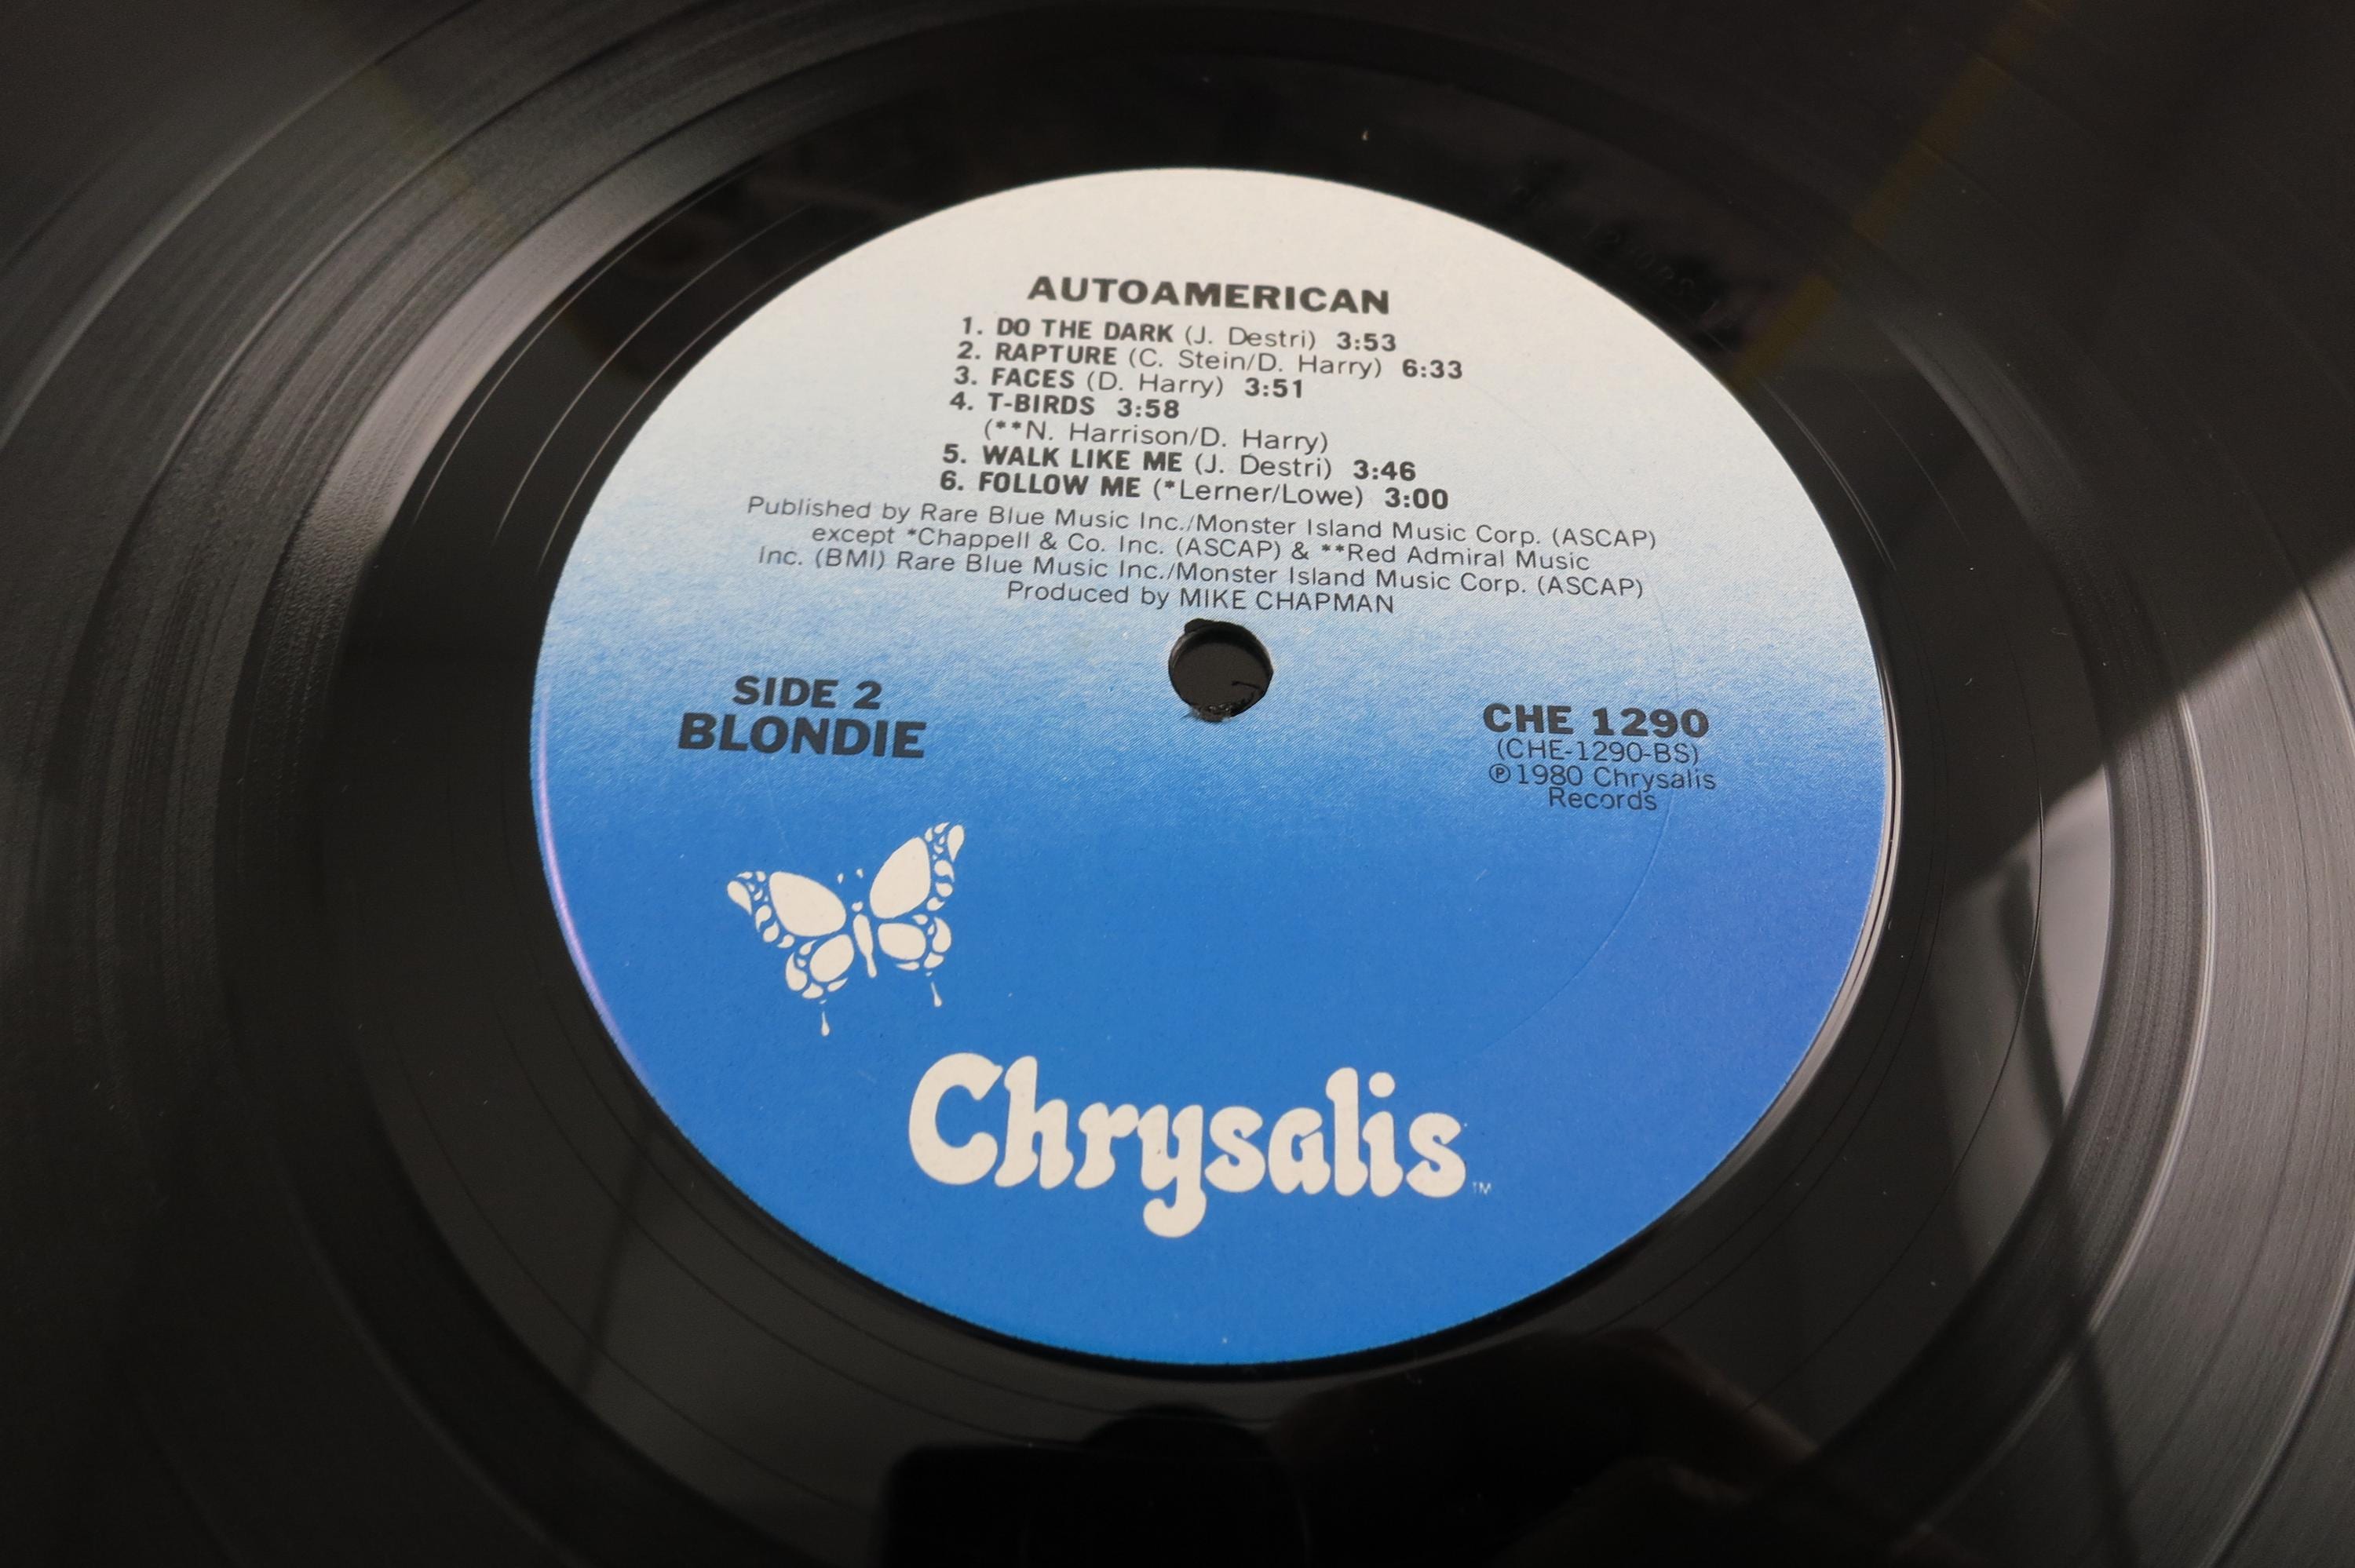 AUTOAMERICAN
1. DO THE DARK (J. Destri) 3:53
2. RAPTURE (C. Stein/D. Harry) 6:33
3. FACES (D. Harry) 3:51
4. T-BIRDS 3:58
(**N. Harrison/D. Harry)
5. WALK LIKE ME (J. Destri) 3:46
6. FOLLOW ME (*Lerner/Lowe) 3:00
Published by Rare Blue Music Inc./Monster Island Music Corp. (ASCAP)
except *Chappell & Co. Inc. (ASCAP) & **Red Admiral Music
Inc. (BMI) Rare Blue Music Inc./Monster Island Music Corp. (ASCAP)
Produced by MIKE CHAPMAN
SIDE 2
BLONDIE
CHE 1290
(CHE-1290-BS)
℗1980 Chrysalis
Records
Chrysalis™